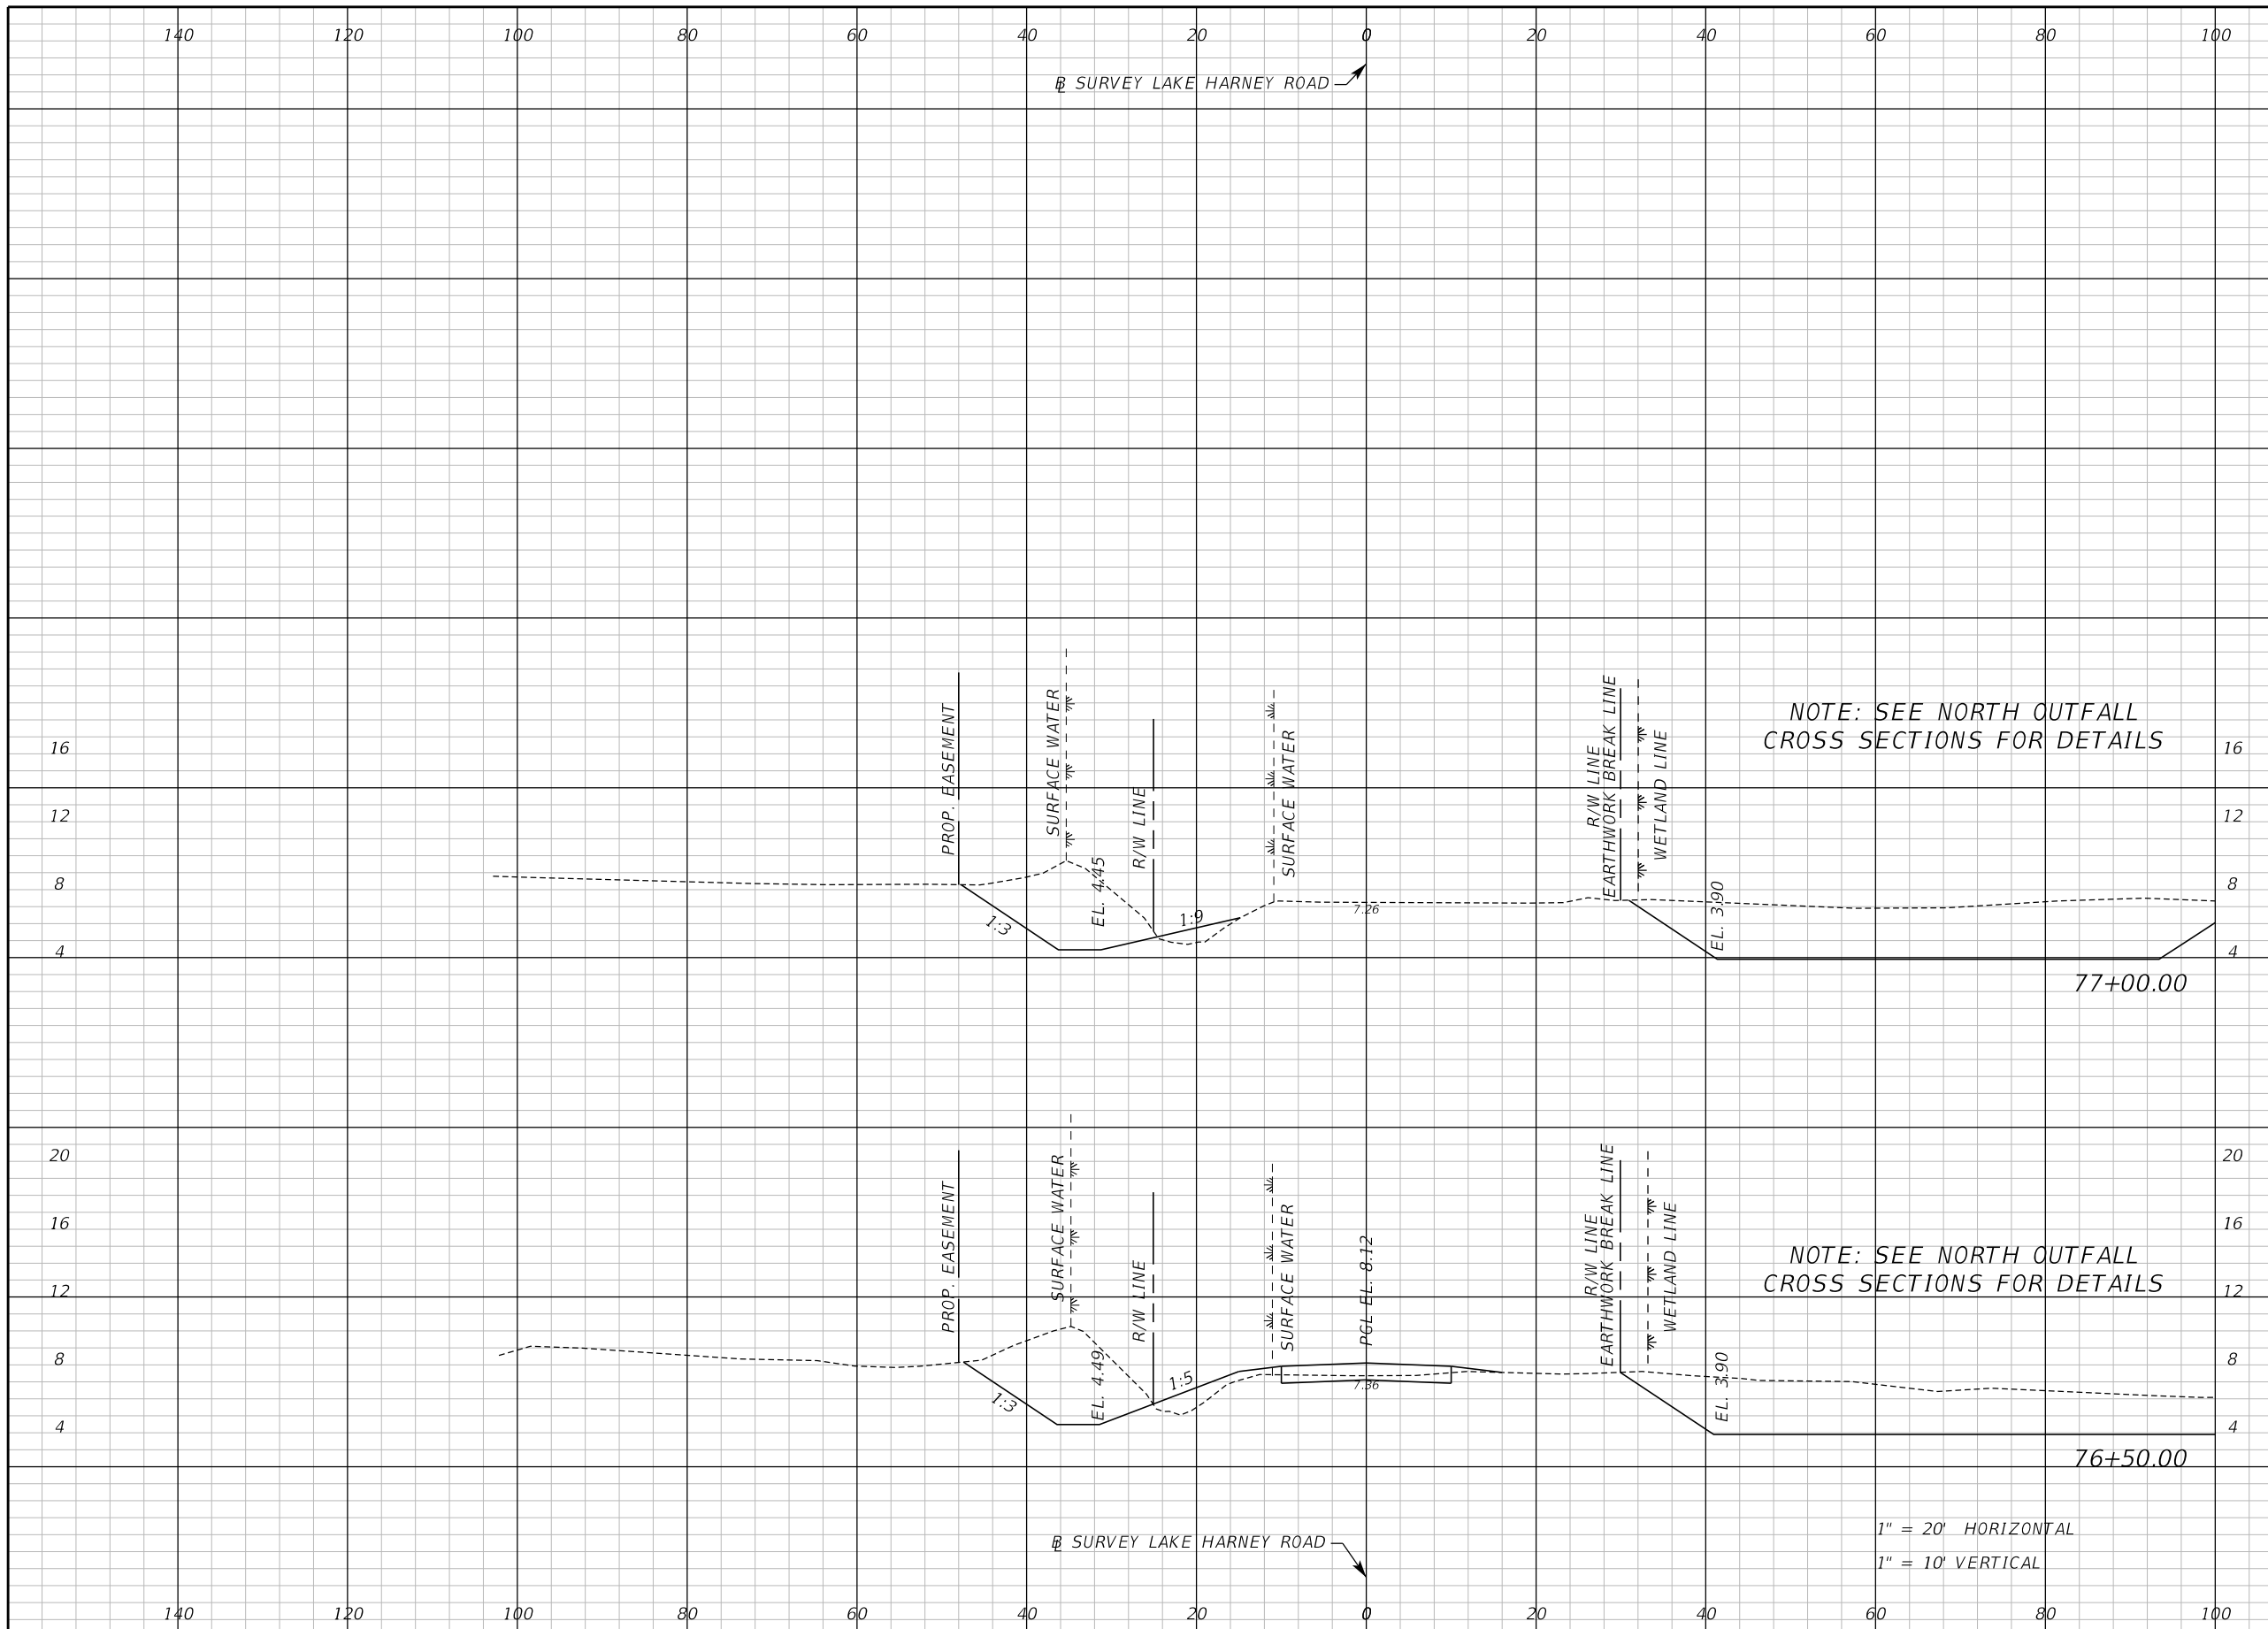 140 120 100 80 60 40 20 0 20 40 60 80 100
BL SURVEY LAKE HARNEY ROAD
PROP. EASEMENT
SURFACE WATER
EL. 4.45
R/W LINE
SURFACE WATER
R/W LINE
EARTHWORK BREAK LINE
WETLAND LINE
NOTE: SEE NORTH OUTFALL
CROSS SECTIONS FOR DETAILS
16 16
12 12
8 8
4 4
1:3
1:9
7.26
EL. 3.90
77+00.00
20 20
PROP. EASEMENT
SURFACE WATER
EL. 4.49
R/W LINE
SURFACE WATER
PGL EL. 8.12
R/W LINE
EARTHWORK BREAK LINE
WETLAND LINE
NOTE: SEE NORTH OUTFALL
CROSS SECTIONS FOR DETAILS
16 16
12 12
8 8
4 4
1:3
1:5
7.36
EL. 3.90
76+50.00
1" = 20' HORIZONTAL
1" = 10' VERTICAL
BL SURVEY LAKE HARNEY ROAD
140 120 100 80 60 40 20 0 20 40 60 80 100